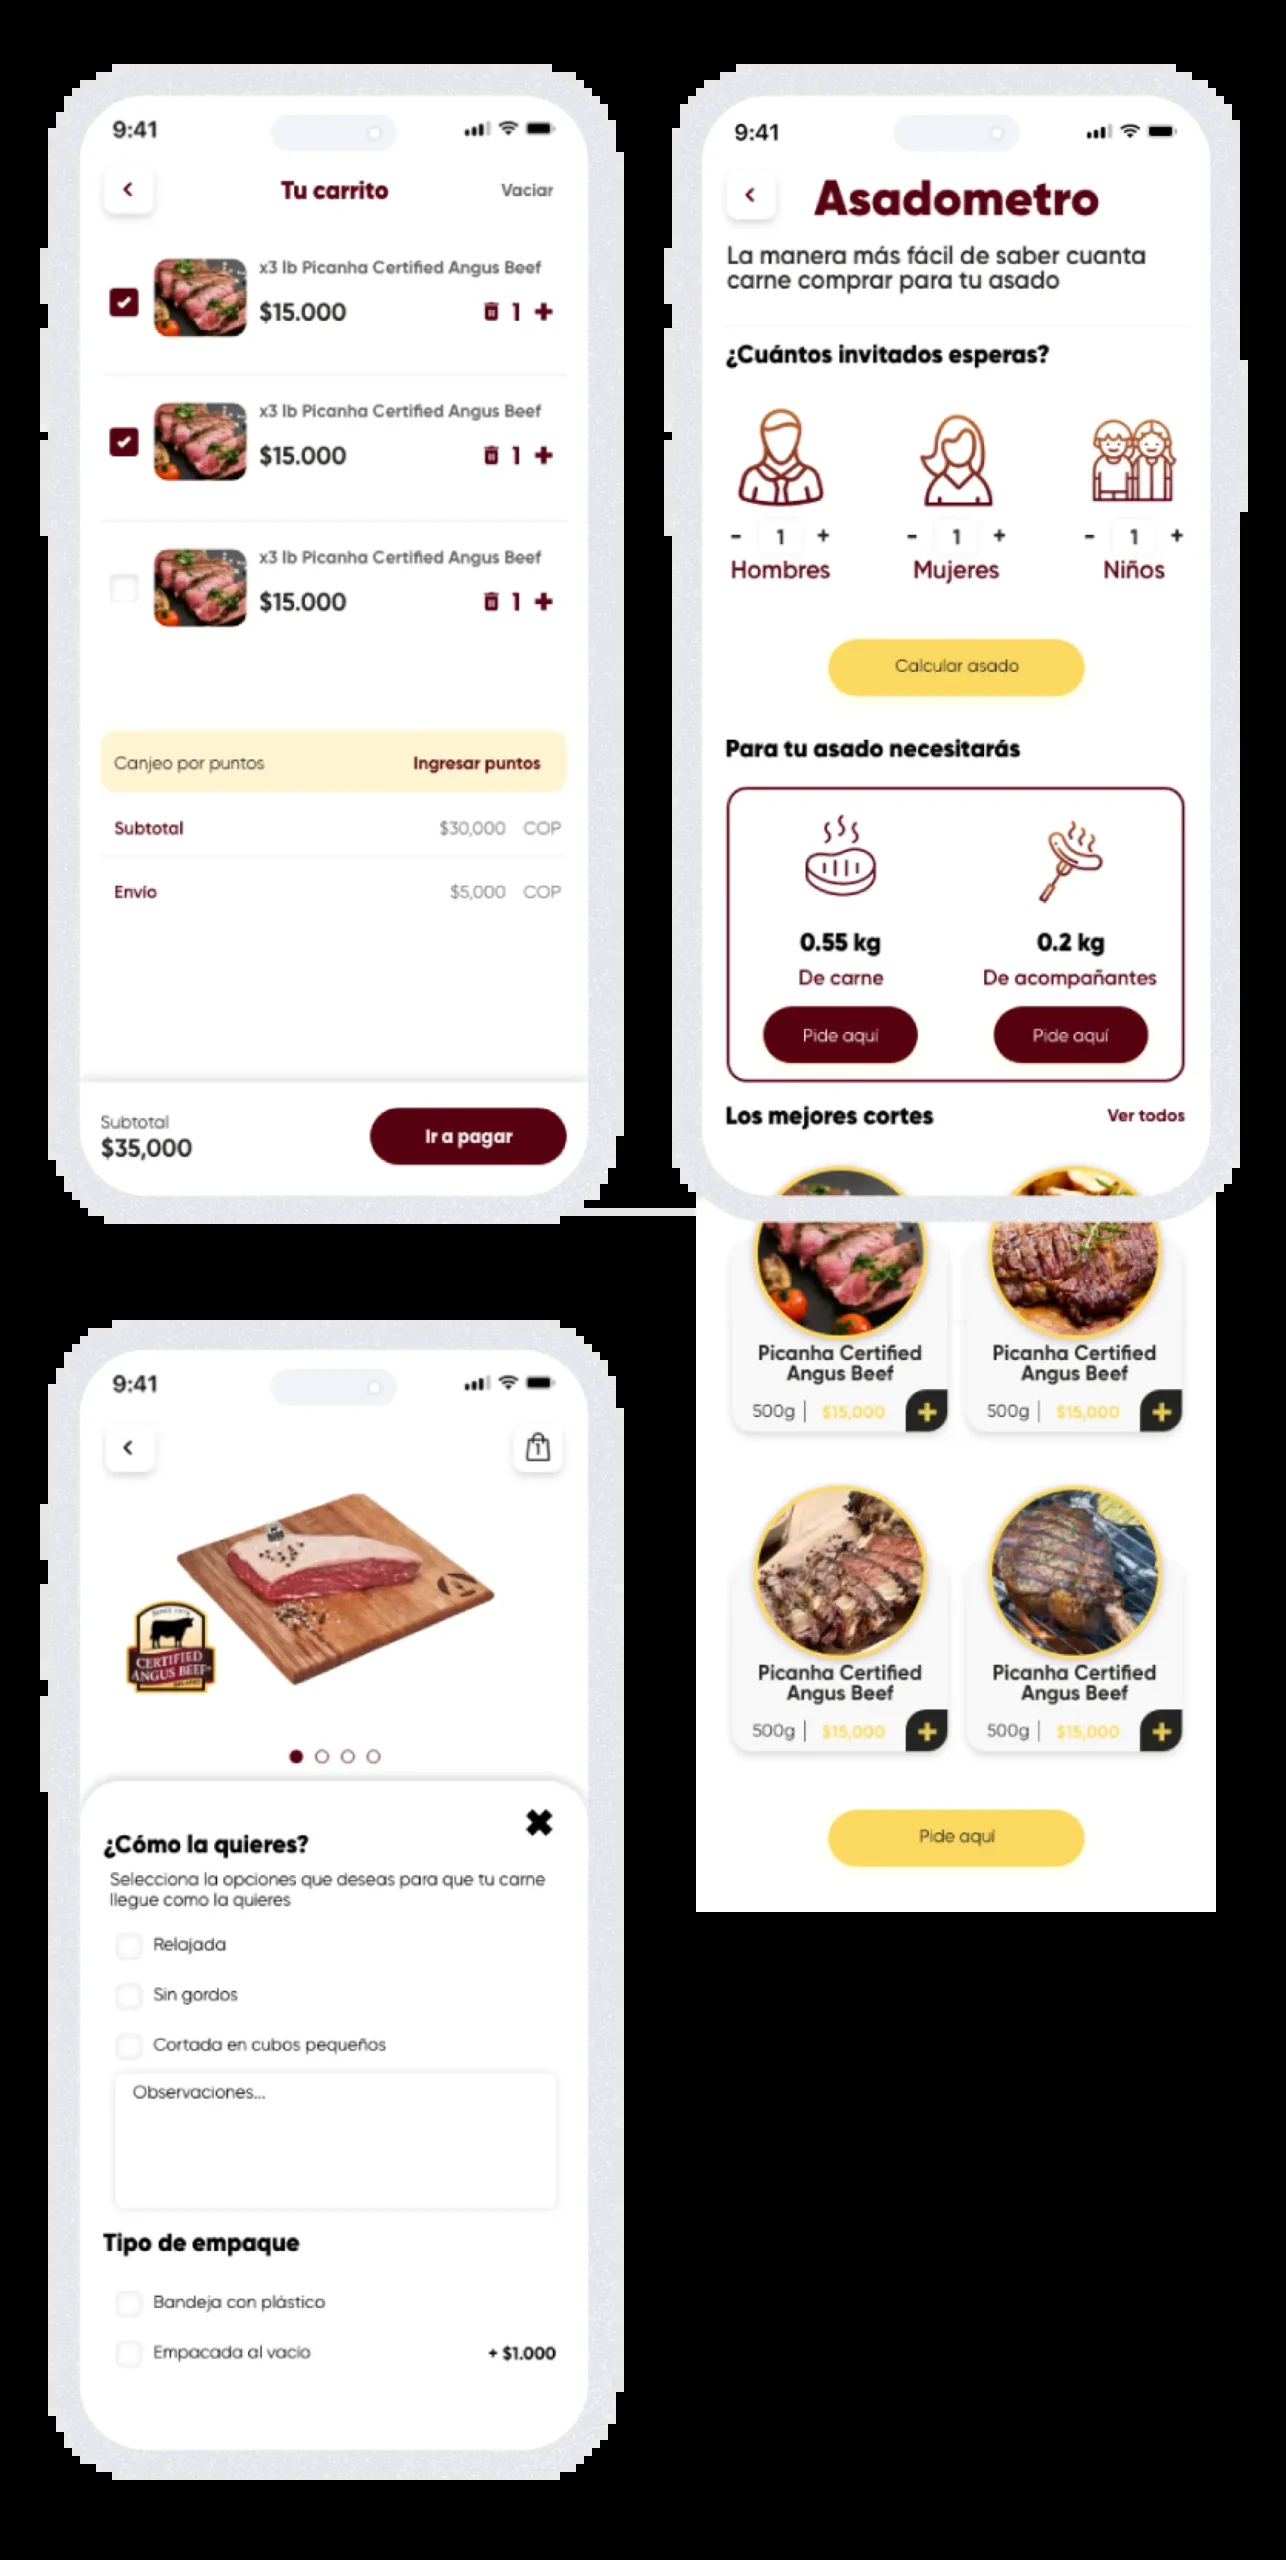 9:41
Tu carrito
Vaciar
x3 lb Picanha Certified Angus Beef
$15.000
1
x3 lb Picanha Certified Angus Beef
$15.000
1
x3 lb Picanha Certified Angus Beef
$15.000
1
Canjeo por puntos
Ingresar puntos
Subtotal
$30,000 COP
Envío
$5,000 COP
Subtotal
$35,000
Ir a pagar
9:41
Asadometro
La manera más fácil de saber cuanta
carne comprar para tu asado
¿Cuántos invitados esperas?
- 1 +
- 1 +
- 1 +
Hombres
Mujeres
Niños
Calcular asado
Para tu asado necesitarás
0.55 kg
0.2 kg
De carne
De acompañantes
Pide aquí
Pide aquí
Los mejores cortes
Ver todos
Picanha Certified
Angus Beef
500g | $15,000
Picanha Certified
Angus Beef
500g | $15,000
Picanha Certified
Angus Beef
500g | $15,000
Picanha Certified
Angus Beef
500g | $15,000
Pide aquí
9:41
1
SINCE 1978
CERTIFIED
ANGUS BEEF
¿Cómo la quieres?
Selecciona la opciones que deseas para que tu carne
llegue como la quieres
Relajada
Sin gordos
Cortada en cubos pequeños
Observaciones...
Tipo de empaque
Bandeja con plástico
Empacada al vacío
+ $1.000